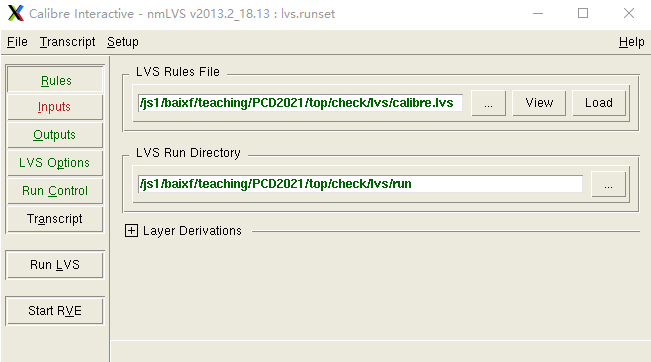 Calibre Interactive - nmLVS v2013.2_18.13 : lvs.runset
File Transcript Setup Help
Rules
Inputs
Outputs
LVS Options
Run Control
Transcript
Run LVS
Start RVE
LVS Rules File
/js1/baixf/teaching/PCD2021/top/check/lvs/calibre.lvs ... View Load
LVS Run Directory
/js1/baixf/teaching/PCD2021/top/check/lvs/run ...
Layer Derivations